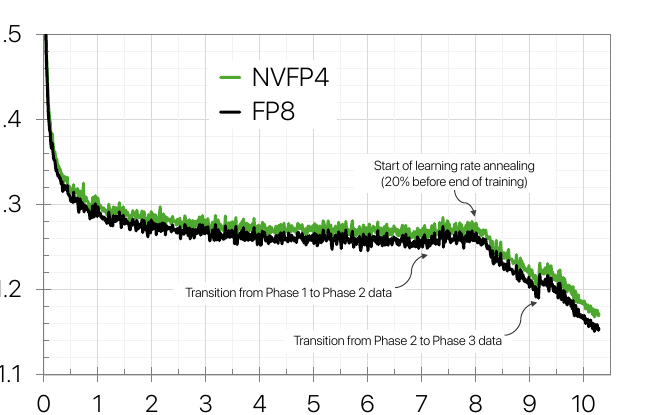 .5
NVFP4
FP8
.4
Start of learning rate annealing
(20% before end of training)
.3
Transition from Phase 1 to Phase 2 data
1.2
Transition from Phase 2 to Phase 3 data
1.1
0 1 2 3 4 5 6 7 8 9 10